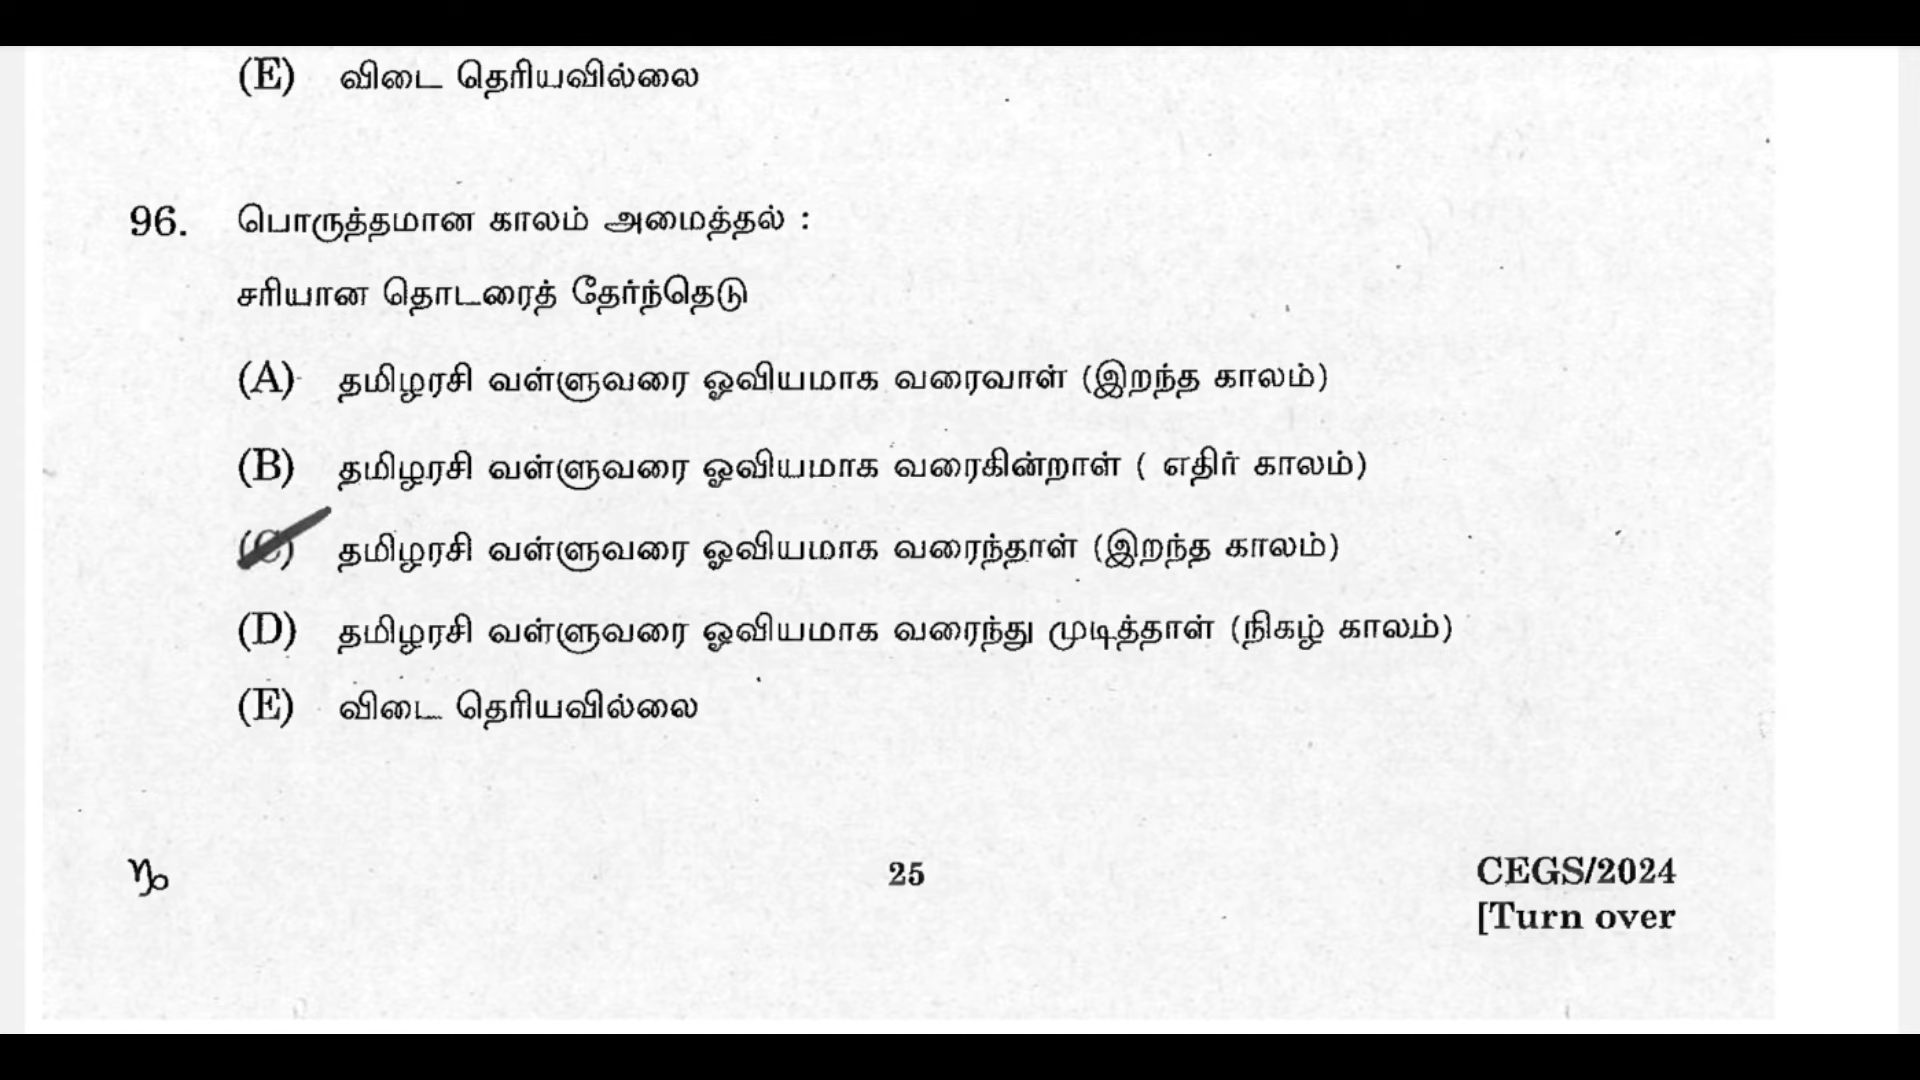 (E) விடை தெரியவில்லை
96. பொருத்தமான காலம் அமைத்தல் :
சரியான தொடரைத் தேர்ந்தெடு
(A) தமிழரசி வள்ளுவரை ஓவியமாக வரைவாள் (இறந்த காலம்)
(B) தமிழரசி வள்ளுவரை ஓவியமாக வரைகின்றாள் ( எதிர் காலம்)
(C) தமிழரசி வள்ளுவரை ஓவியமாக வரைந்தாள் (இறந்த காலம்)
(D) தமிழரசி வள்ளுவரை ஓவியமாக வரைந்து முடித்தாள் (நிகழ் காலம்)
(E) விடை தெரியவில்லை
♑ 25 CEGS/2024
[Turn over